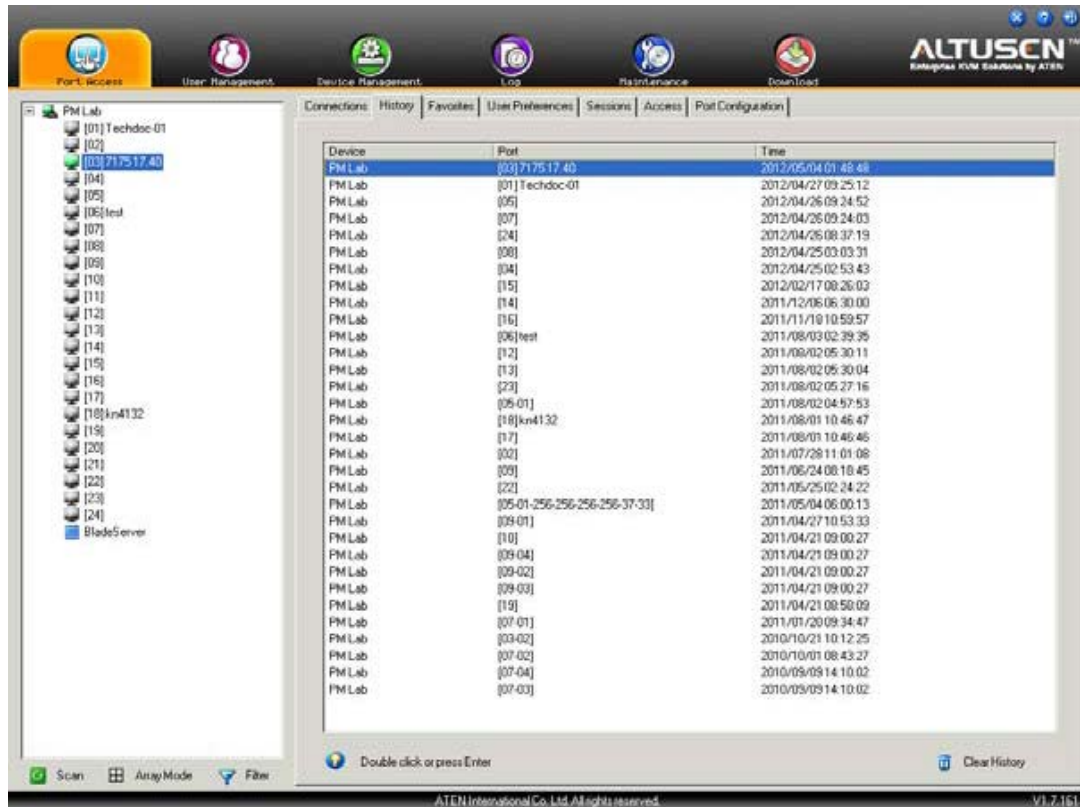 ALTUSEN™
Enterprise KVM Solutions by ATEN
Port Access User Management Device Management Log Maintenance Download
PM Lab
[01]Techdoc-01
[02]
[03]717517.40
[04]
[05]
[06]test
[07]
[08]
[09]
[10]
[11]
[12]
[13]
[14]
[15]
[16]
[17]
[18]kn4132
[19]
[20]
[21]
[22]
[23]
[24]
BladeServer
Scan Array Mode Filter
Connections History Favorites User Preferences Sessions Access Port Configuration
Device Port Time
PM Lab [03]717517.40 2012/05/04 01:48:48
PM Lab [01]Techdoc-01 2012/04/27 09:25:12
PM Lab [05] 2012/04/26 09:24:52
PM Lab [07] 2012/04/26 09:24:03
PM Lab [24] 2012/04/26 08:37:19
PM Lab [08] 2012/04/25 03:03:31
PM Lab [04] 2012/04/25 02:53:43
PM Lab [15] 2012/02/17 08:26:03
PM Lab [14] 2011/12/06 06:30:00
PM Lab [16] 2011/11/18 10:59:57
PM Lab [06]test 2011/08/03 02:39:35
PM Lab [12] 2011/08/02 05:30:11
PM Lab [13] 2011/08/02 05:30:04
PM Lab [23] 2011/08/02 05:27:16
PM Lab [05-01] 2011/08/02 04:57:53
PM Lab [18]kn4132 2011/08/01 10:46:47
PM Lab [17] 2011/08/01 10:46:46
PM Lab [02] 2011/07/28 11:01:08
PM Lab [09] 2011/06/24 08:18:45
PM Lab [22] 2011/05/25 02:24:22
PM Lab [05-01-256-256-256-256-37-33] 2011/05/04 06:00:13
PM Lab [09-01] 2011/04/27 10:53:33
PM Lab [10] 2011/04/21 09:00:27
PM Lab [09-04] 2011/04/21 09:00:27
PM Lab [09-02] 2011/04/21 09:00:27
PM Lab [09-03] 2011/04/21 09:00:27
PM Lab [19] 2011/04/21 08:58:09
PM Lab [07-01] 2011/01/20 09:34:47
PM Lab [03-02] 2010/10/21 10:12:25
PM Lab [07-02] 2010/10/01 08:43:27
PM Lab [07-04] 2010/09/09 14:10:02
PM Lab [07-03] 2010/09/09 14:10:02
Double click or press Enter
Clear History
ATEN International Co., Ltd. All rights reserved.
V1.7.161